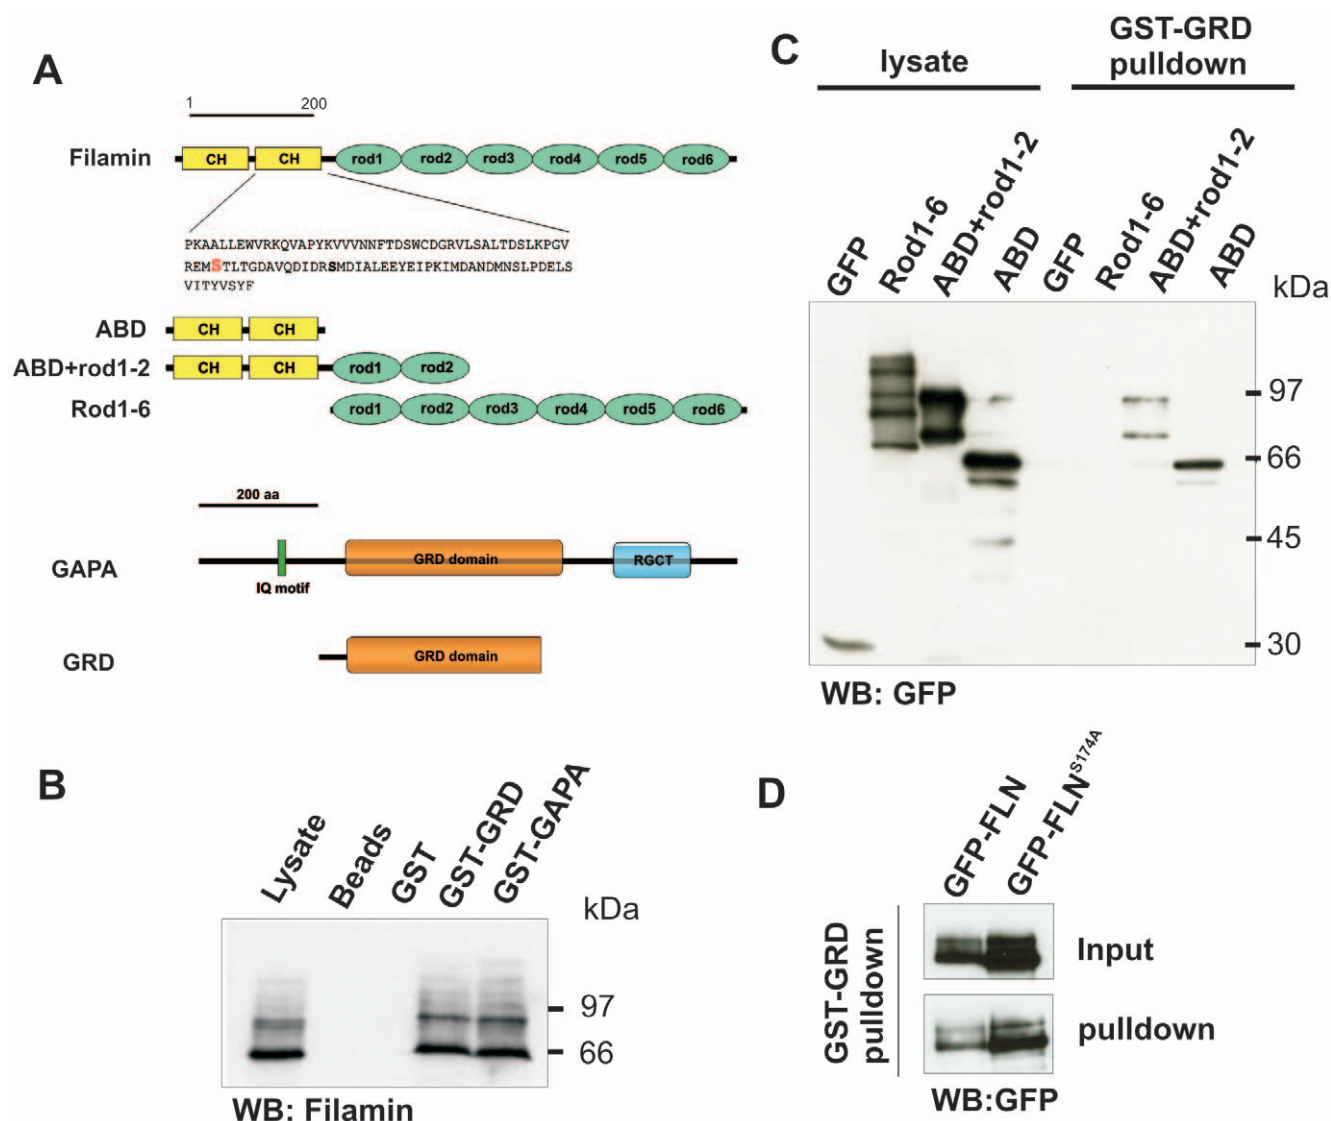 A
1 200
Filamin
CH CH rod1 rod2 rod3 rod4 rod5 rod6
PKAALLEWVRKQVAPYKVVVNNFTDSWCDGRVLSALTDSLKPGV
REMSTLTGDAVQDIDRSMDIALEEYEIPKIMDANDMNSLPDELS
VITYVSYF
ABD
CH CH
ABD+rod1-2
CH CH rod1 rod2
Rod1-6
rod1 rod2 rod3 rod4 rod5 rod6
200 aa
GAPA
GRD domain RGCT
IQ motif
GRD
GRD domain
B
Lysate Beads GST GST-GRD GST-GAPA
kDa
97
66
WB: Filamin
C
lysate
GST-GRD
pulldown
GFP Rod1-6 ABD+rod1-2 ABD GFP Rod1-6 ABD+rod1-2 ABD
kDa
97
66
45
30
WB: GFP
D
GFP-FLN GFP-FLN^S174A
GST-GRD
pulldown
Input
pulldown
WB:GFP